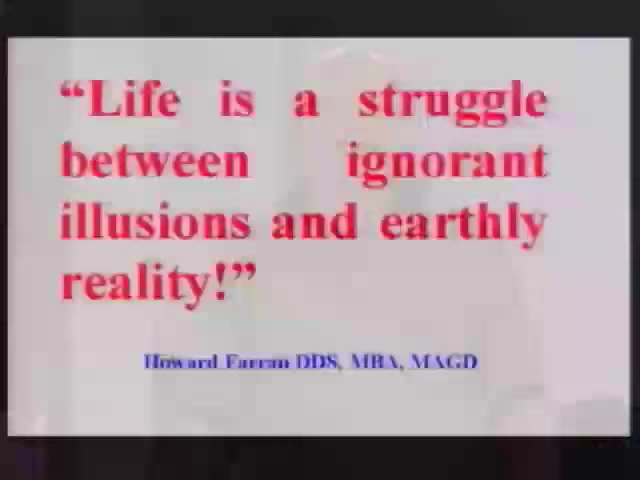 “Life is a struggle
between ignorant
illusions and earthly
reality!”
Howard Farran DDS, MBA, MAGD